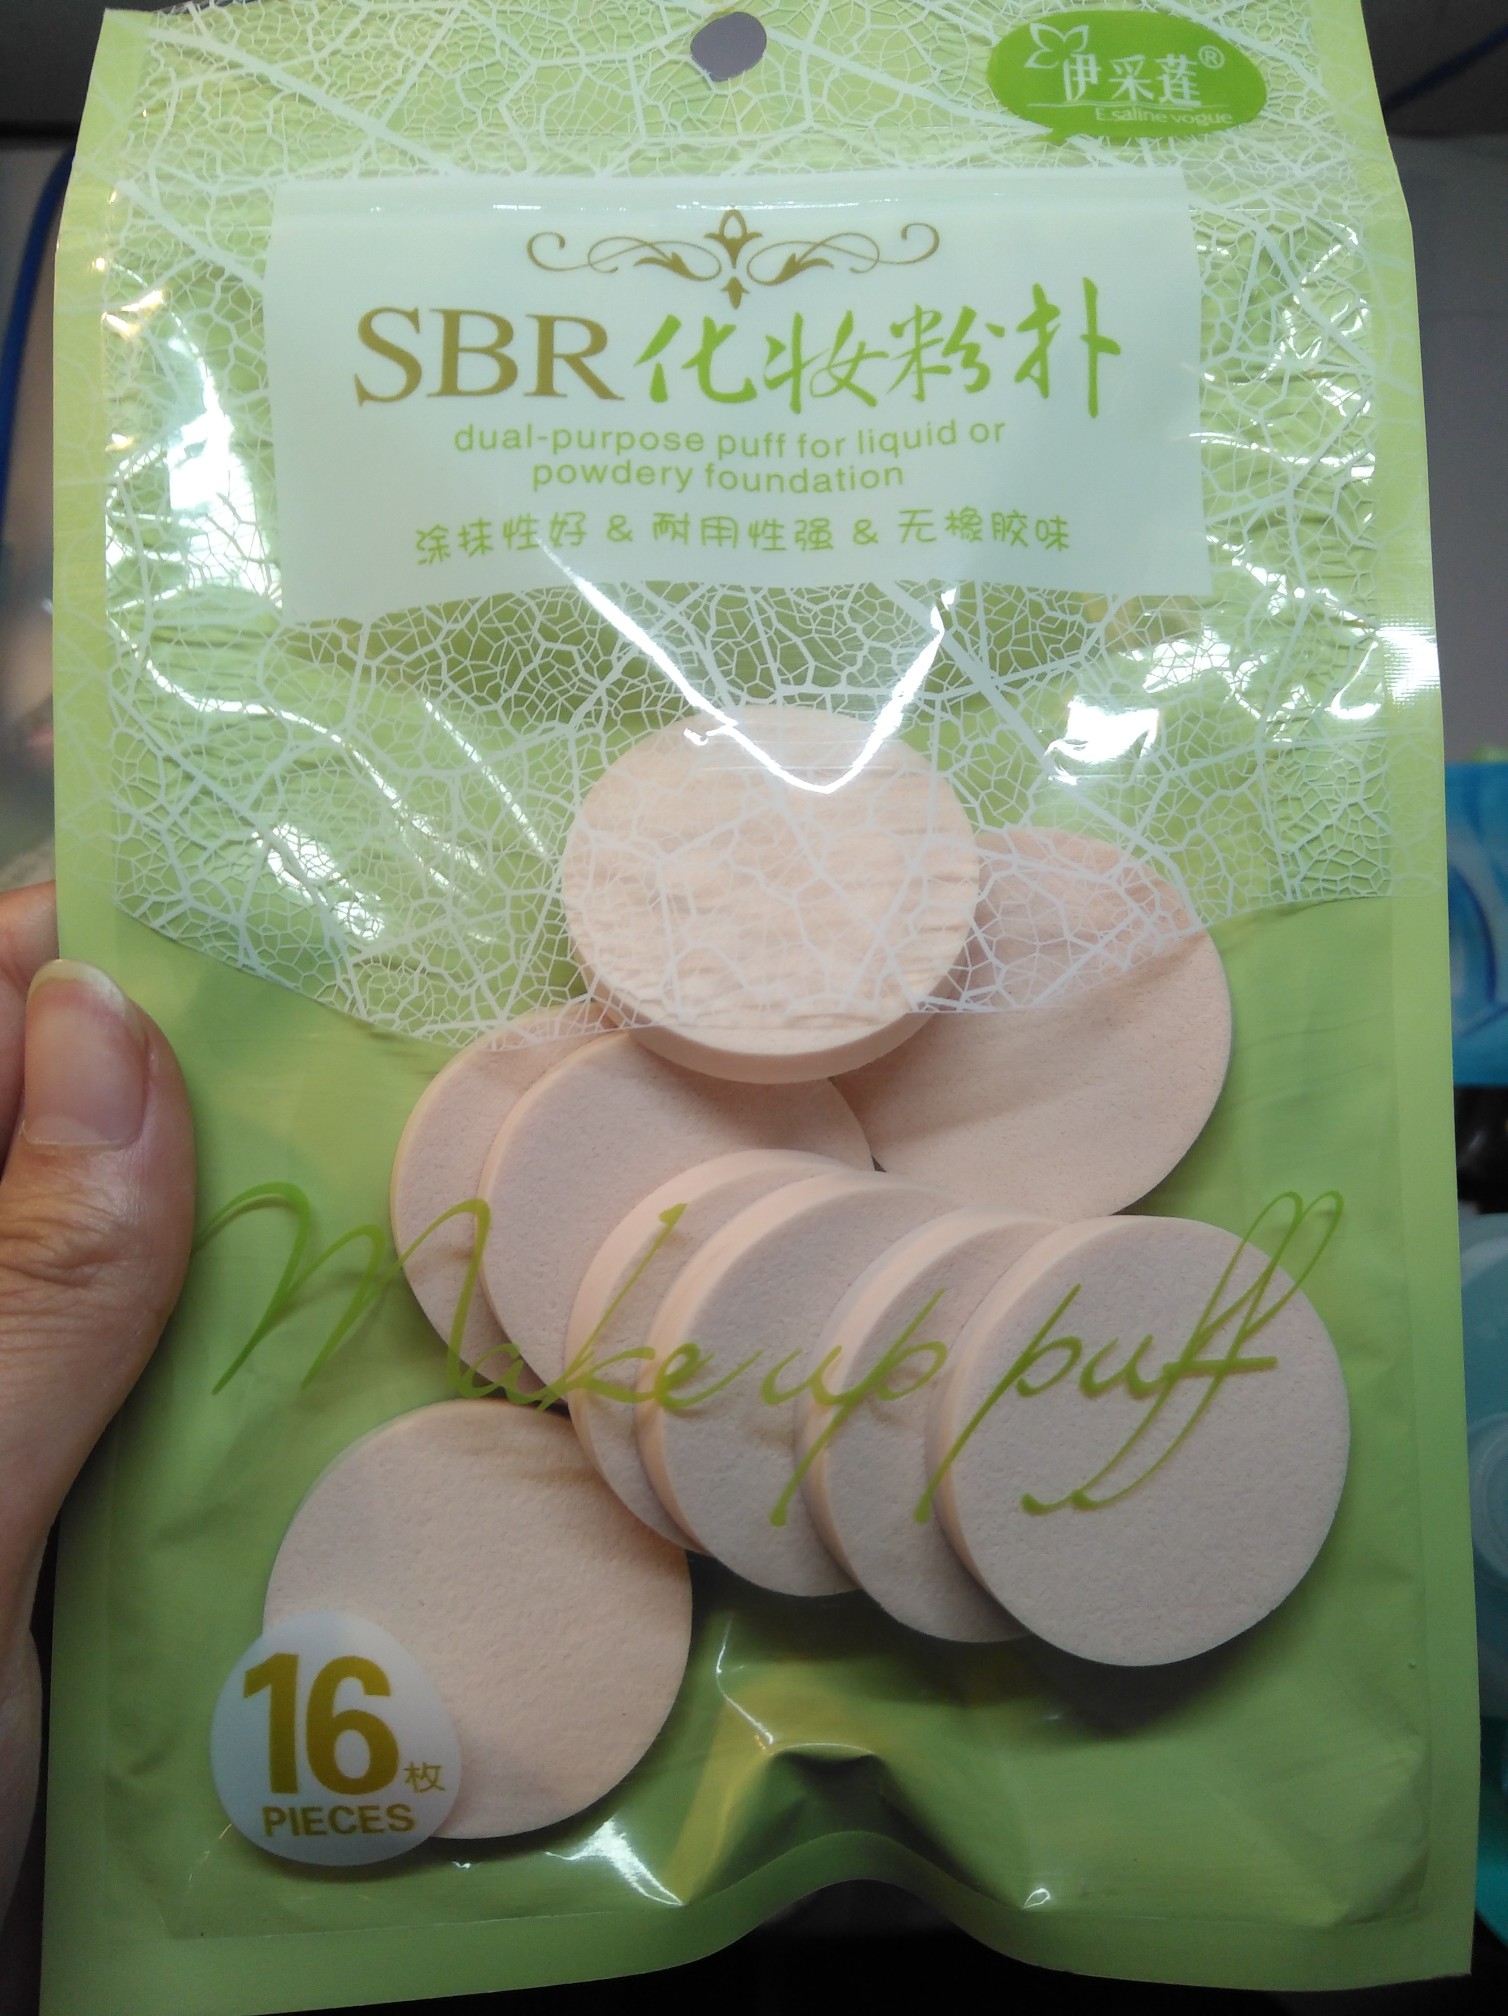 伊采莲®
E.saline vogue
SBR化妆粉扑
dual-purpose puff for liquid or
powdery foundation
涂抹性好 & 耐用性强 & 无橡胶味
Make up puff
16枚
PIECES